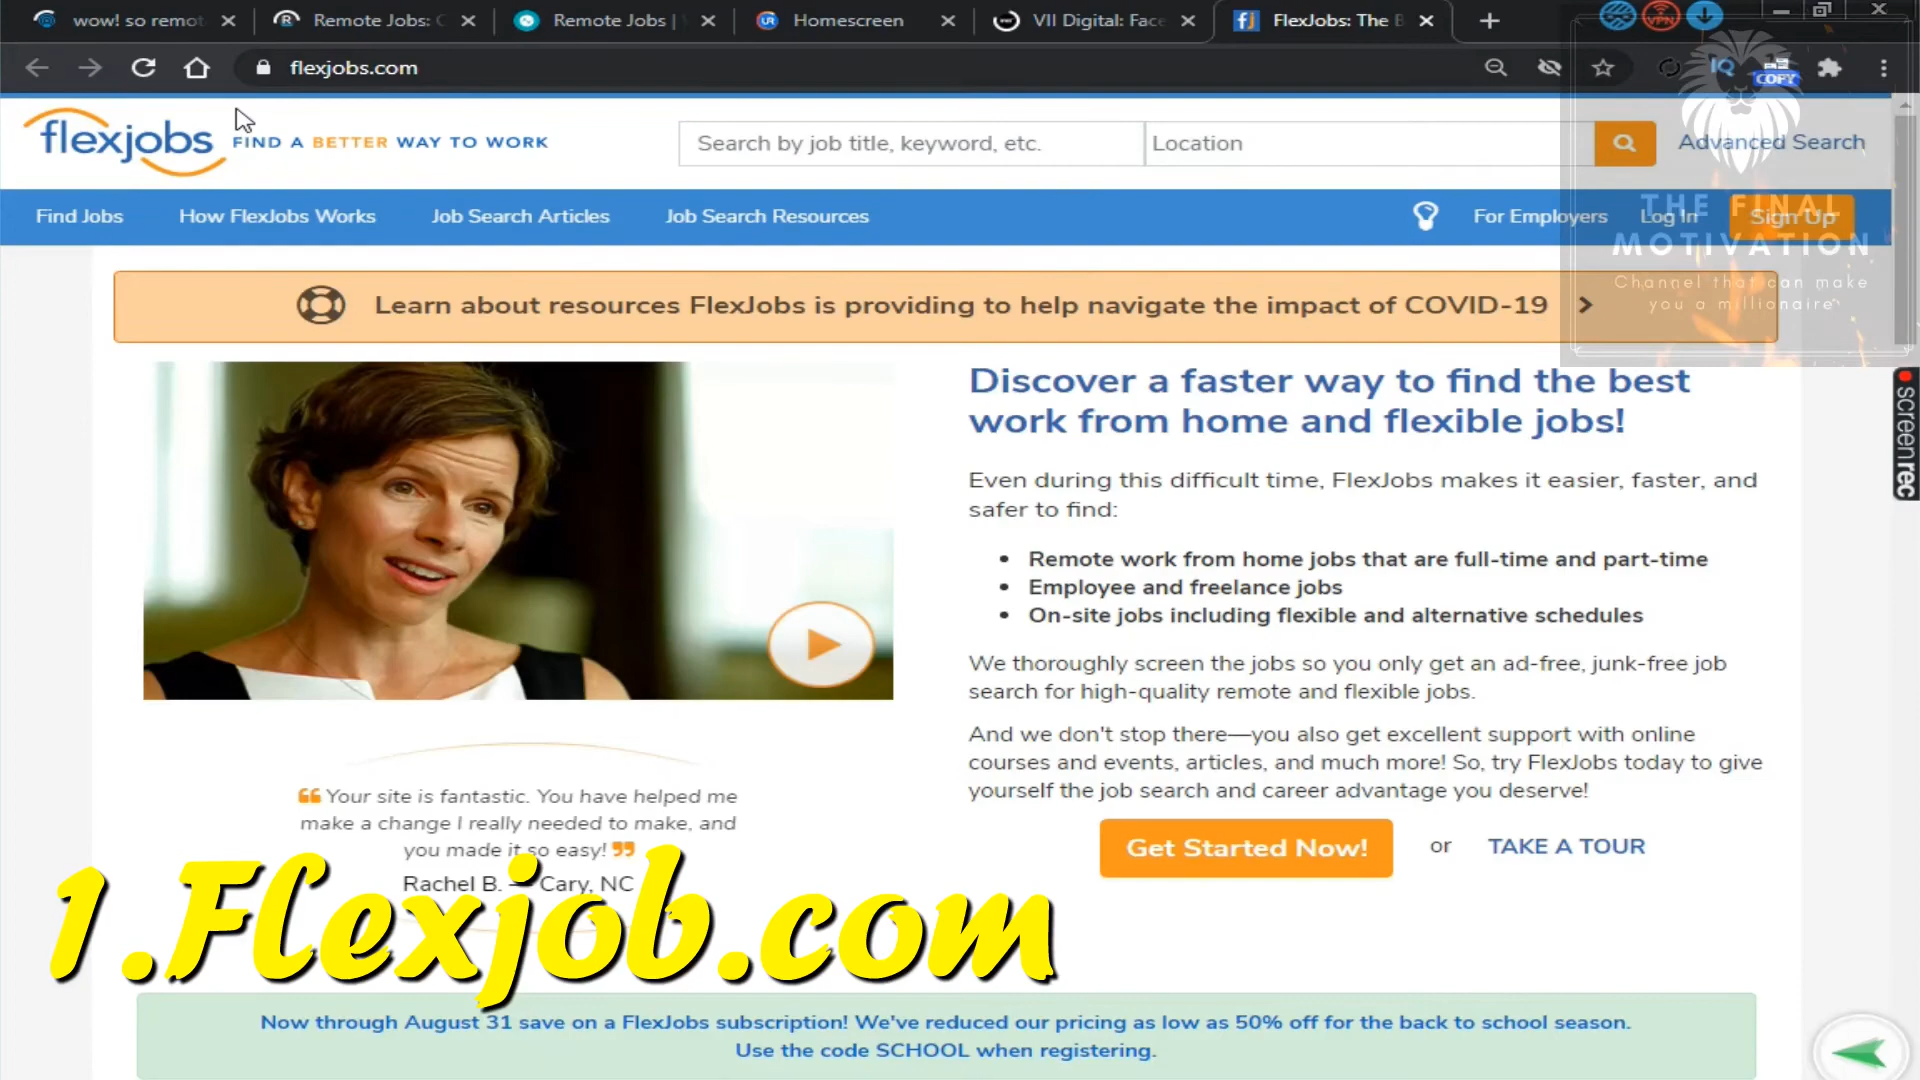 wow! so remot
Remote Jobs: C
Remote Jobs |
Homescreen
VII Digital: Face
FlexJobs: The B
VPN
flexjobs.com
IQ
COPY
flexjobs
FIND A BETTER WAY TO WORK
Search by job title, keyword, etc.
Location
Advanced Search
Find Jobs
How FlexJobs Works
Job Search Articles
Job Search Resources
For Employers
Log In
Sign Up
THE FINAL
MOTIVATION
Channel that can make
you a millionaire
Learn about resources FlexJobs is providing to help navigate the impact of COVID-19
screenrec
Discover a faster way to find the best
work from home and flexible jobs!
Even during this difficult time, FlexJobs makes it easier, faster, and
safer to find:
• Remote work from home jobs that are full-time and part-time
• Employee and freelance jobs
• On-site jobs including flexible and alternative schedules
We thoroughly screen the jobs so you only get an ad-free, junk-free job
search for high-quality remote and flexible jobs.
And we don't stop there—you also get excellent support with online
courses and events, articles, and much more! So, try FlexJobs today to give
yourself the job search and career advantage you deserve!
Get Started Now!
or
TAKE A TOUR
“Your site is fantastic. You have helped me
make a change I really needed to make, and
you made it so easy!”
Rachel B. — Cary, NC
1.Flexjob.com
Now through August 31 save on a FlexJobs subscription! We've reduced our pricing as low as 50% off for the back to school season.
Use the code SCHOOL when registering.